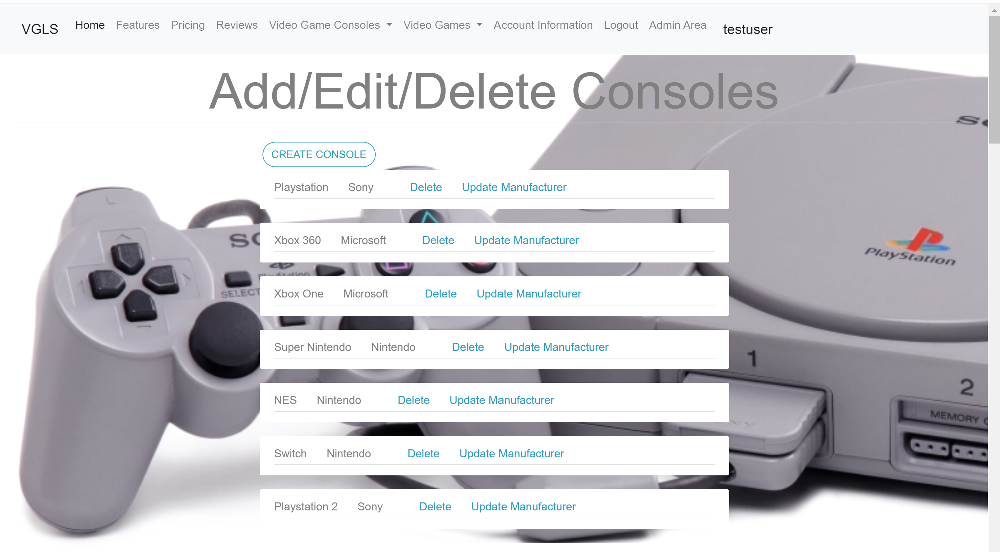 VGLS Home Features Pricing Reviews Video Game Consoles Video Games Account Information Logout Admin Area testuser
Add/Edit/Delete Consoles
CREATE CONSOLE
Playstation Sony Delete Update Manufacturer
L
Xbox 360 Microsoft Delete Update Manufacturer
PlayStation
PlayStation
SELECT
Xbox One Microsoft Delete Update Manufacturer
Super Nintendo Nintendo Delete Update Manufacturer
1
2
NES Nintendo Delete Update Manufacturer
MEMORY
Switch Nintendo Delete Update Manufacturer
Playstation 2 Sony Delete Update Manufacturer